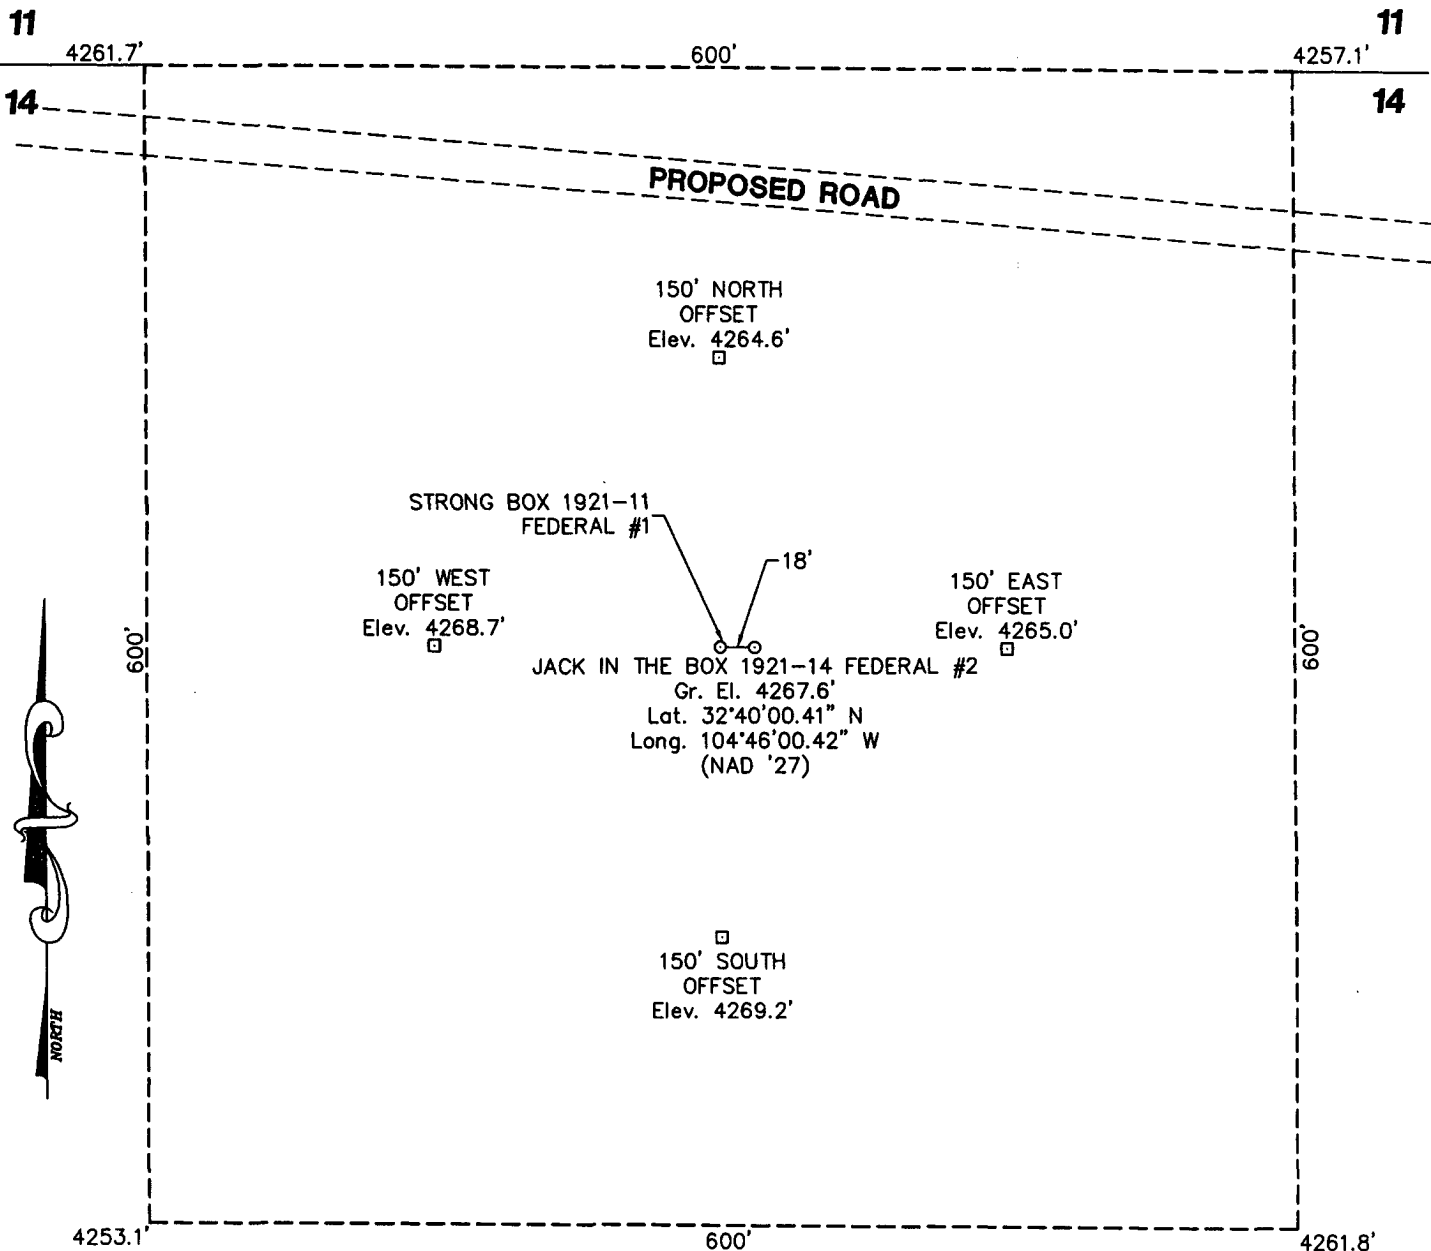 11
11
4261.7'
600'
4257.1'
14
14
PROPOSED ROAD
150' NORTH
OFFSET
Elev. 4264.6'
STRONG BOX 1921-11
FEDERAL #1
18'
150' WEST
OFFSET
Elev. 4268.7'
150' EAST
OFFSET
Elev. 4265.0'
600'
600'
JACK IN THE BOX 1921-14 FEDERAL #2
Gr. El. 4267.6'
Lat. 32°40'00.41" N
Long. 104°46'00.42" W
(NAD '27)
150' SOUTH
OFFSET
Elev. 4269.2'
NORTH
4253.1'
600'
4261.8'